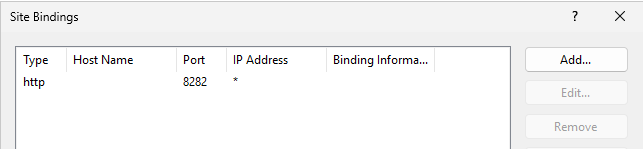 Site Bindings ? ×
Type Host Name Port IP Address Binding Informa... Add...
http 8282 *
Edit...
Remove